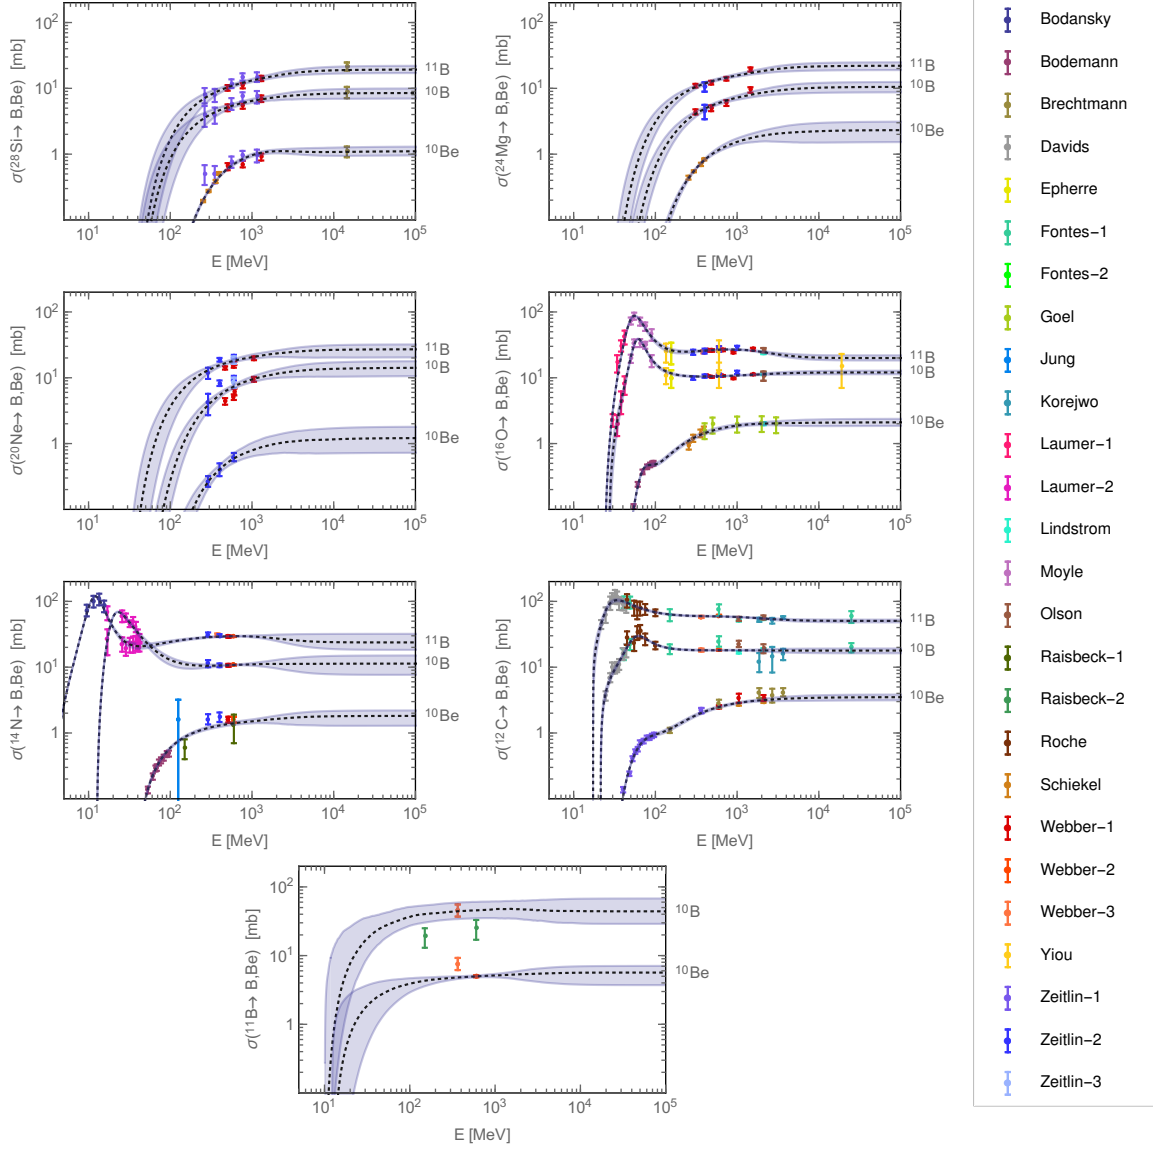 σ(²⁸Si→ B,Be) [mb]
10²
10
1
10¹ 10² 10³ 10⁴ 10⁵
E [MeV]
¹¹B
¹⁰B
¹⁰Be
σ(²⁴Mg→ B,Be) [mb]
10²
10
1
10¹ 10² 10³ 10⁴ 10⁵
E [MeV]
¹¹B
¹⁰B
¹⁰Be
σ(²⁰Ne→ B,Be) [mb]
10²
10
1
10¹ 10² 10³ 10⁴ 10⁵
E [MeV]
¹¹B
¹⁰B
¹⁰Be
σ(¹⁶O→ B,Be) [mb]
10²
10
1
10¹ 10² 10³ 10⁴ 10⁵
E [MeV]
¹¹B
¹⁰B
¹⁰Be
σ(¹⁴N→ B,Be) [mb]
10²
10
1
10¹ 10² 10³ 10⁴ 10⁵
E [MeV]
¹¹B
¹⁰B
¹⁰Be
σ(¹²C→ B,Be) [mb]
10²
10
1
10¹ 10² 10³ 10⁴ 10⁵
E [MeV]
¹¹B
¹⁰B
¹⁰Be
σ(¹¹B→ B,Be) [mb]
10²
10
1
10¹ 10² 10³ 10⁴ 10⁵
E [MeV]
¹⁰B
¹⁰Be
Bodansky
Bodemann
Brechtmann
Davids
Epherre
Fontes−1
Fontes−2
Goel
Jung
Korejwo
Laumer−1
Laumer−2
Lindstrom
Moyle
Olson
Raisbeck−1
Raisbeck−2
Roche
Schiekel
Webber−1
Webber−2
Webber−3
Yiou
Zeitlin−1
Zeitlin−2
Zeitlin−3